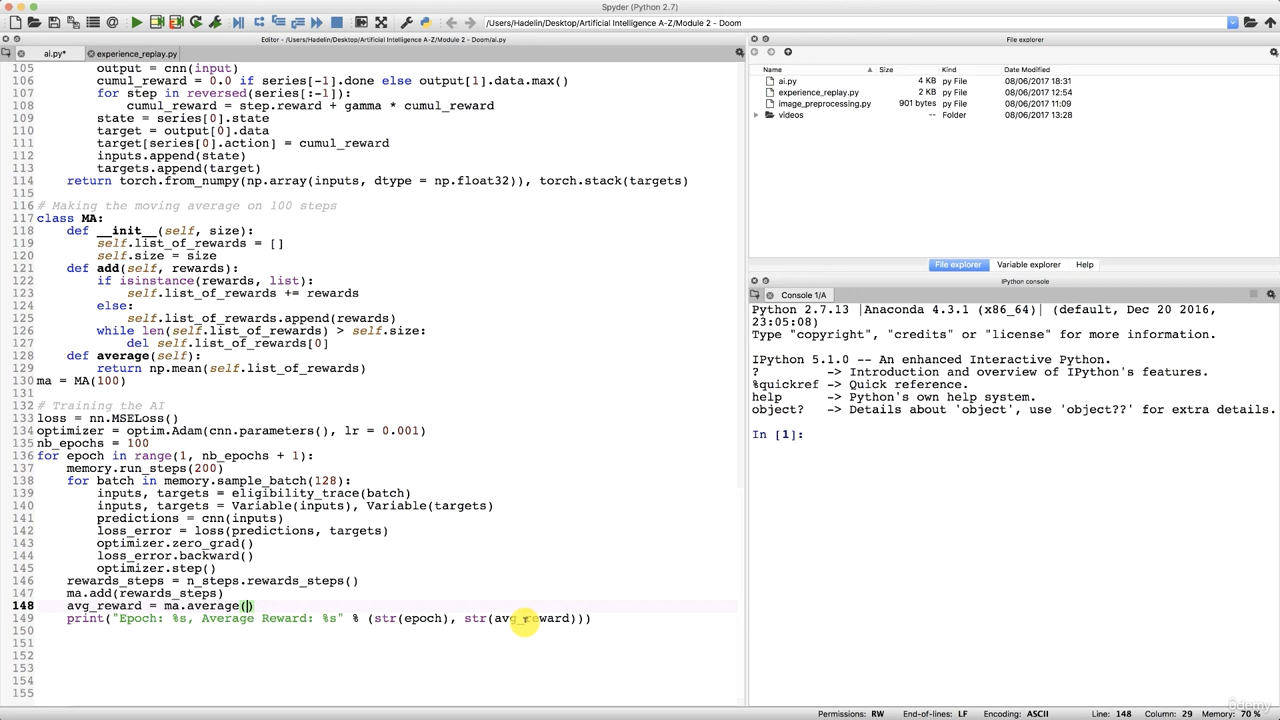 Spyder (Python 2.7)
/Users/Hadelin/Desktop/Artificial Intelligence A-Z/Module 2 - Doom
Editor - /Users/Hadelin/Desktop/Artificial Intelligence A-Z/Module 2 - Doom/ai.py
ai.py*
experience_replay.py
105 output = cnn(input)
106 cumul_reward = 0.0 if series[-1].done else output[1].data.max()
107 for step in reversed(series[:-1]):
108 cumul_reward = step.reward + gamma * cumul_reward
109 state = series[0].state
110 target = output[0].data
111 target[series[0].action] = cumul_reward
112 inputs.append(state)
113 targets.append(target)
114 return torch.from_numpy(np.array(inputs, dtype = np.float32)), torch.stack(targets)
115
116 # Making the moving average on 100 steps
117 class MA:
118 def __init__(self, size):
119 self.list_of_rewards = []
120 self.size = size
121 def add(self, rewards):
122 if isinstance(rewards, list):
123 self.list_of_rewards += rewards
124 else:
125 self.list_of_rewards.append(rewards)
126 while len(self.list_of_rewards) > self.size:
127 del self.list_of_rewards[0]
128 def average(self):
129 return np.mean(self.list_of_rewards)
130 ma = MA(100)
131
132 # Training the AI
133 loss = nn.MSELoss()
134 optimizer = optim.Adam(cnn.parameters(), lr = 0.001)
135 nb_epochs = 100
136 for epoch in range(1, nb_epochs + 1):
137 memory.run_steps(200)
138 for batch in memory.sample_batch(128):
139 inputs, targets = eligibility_trace(batch)
140 inputs, targets = Variable(inputs), Variable(targets)
141 predictions = cnn(inputs)
142 loss_error = loss(predictions, targets)
143 optimizer.zero_grad()
144 loss_error.backward()
145 optimizer.step()
146 rewards_steps = n_steps.rewards_steps()
147 ma.add(rewards_steps)
148 avg_reward = ma.average()
149 print("Epoch: %s, Average Reward: %s" % (str(epoch), str(avg_reward)))
150
151
152
153
154
155
File explorer
Name Size Kind Date Modified
ai.py 4 KB py File 08/06/2017 18:31
experience_replay.py 2 KB py File 08/06/2017 12:54
image_preprocessing.py 901 bytes py File 08/06/2017 11:09
videos -- Folder 08/06/2017 13:28
File explorer Variable explorer Help
IPython console
Console 1/A
Python 2.7.13 |Anaconda 4.3.1 (x86_64)| (default, Dec 20 2016,
23:05:08)
Type "copyright", "credits" or "license" for more information.
IPython 5.1.0 -- An enhanced Interactive Python.
? -> Introduction and overview of IPython's features.
%quickref -> Quick reference.
help -> Python's own help system.
object? -> Details about 'object', use 'object??' for extra details.
In [1]:
Permissions: RW End-of-lines: LF Encoding: ASCII Line: 148 Column: 29 Memory: 70 %
udemy